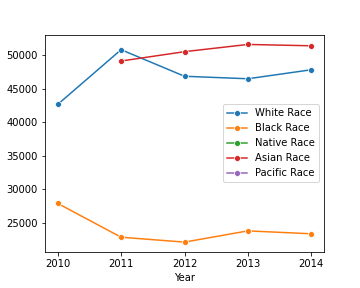 50000
45000
40000
35000
30000
25000
White Race
Black Race
Native Race
Asian Race
Pacific Race
2010 2011 2012 2013 2014
Year